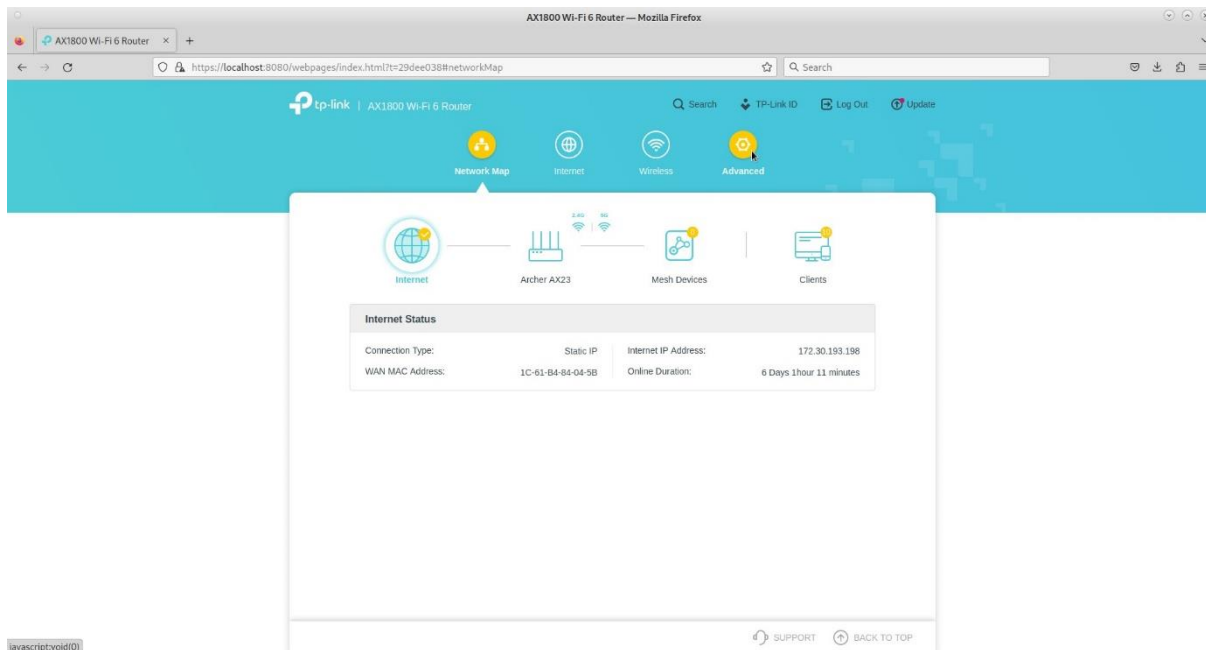 AX1800 Wi-Fi 6 Router — Mozilla Firefox
AX1800 Wi-Fi 6 Router
https://localhost:8080/webpages/index.html?t=29dee038#networkMap
Search
tp-link | AX1800 Wi-Fi 6 Router
Search TP-Link ID Log Out Update
Network Map Internet Wireless Advanced
2.4G 5G
Internet Archer AX23 Mesh Devices Clients
Internet Status
Connection Type: Static IP Internet IP Address: 172.30.193.198
WAN MAC Address: 1C-61-B4-84-04-5B Online Duration: 6 Days 1hour 11 minutes
SUPPORT BACK TO TOP
javascript:void(0)